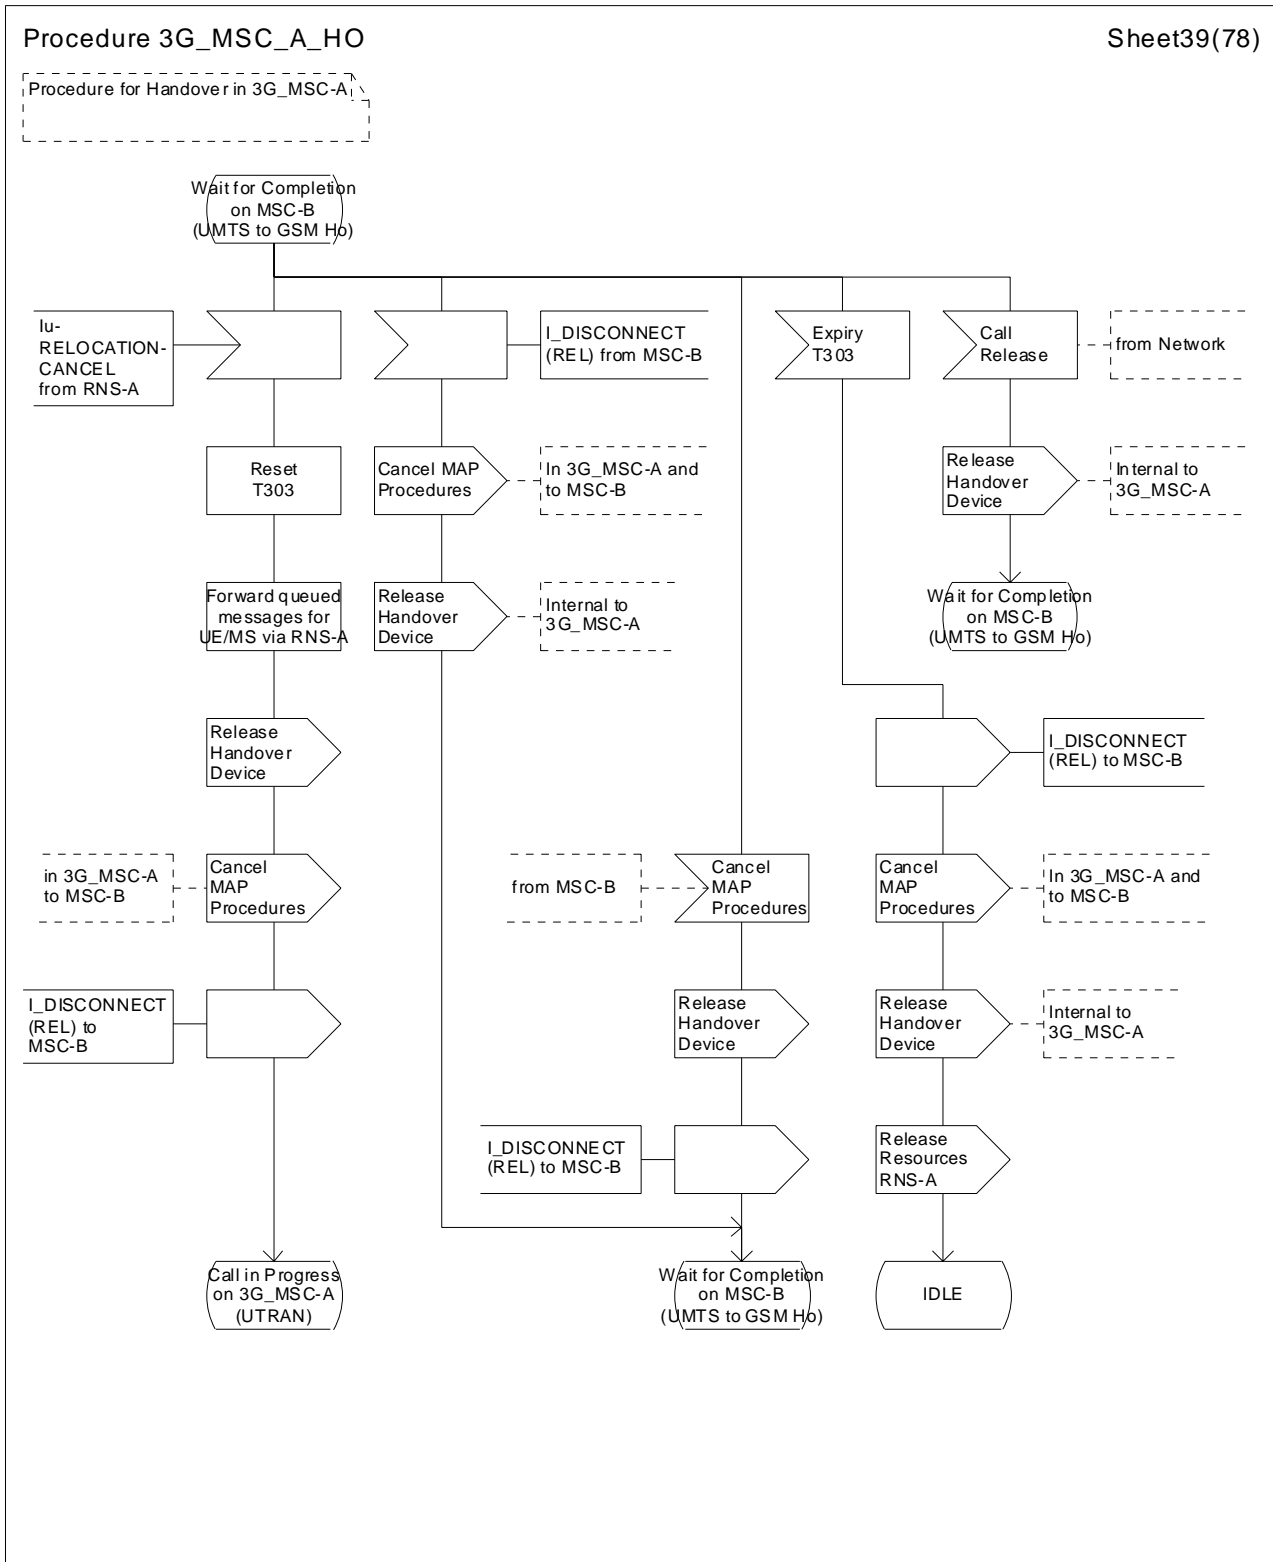 Procedure 3G_MSC_A_HO
Sheet39(78)
Procedure for Handover in 3G_MSC-A
Wait for Completion
on MSC-B
(UMTS to GSM Ho)
Iu-
RELOCATION-
CANCEL
from RNS-A
I_DISCONNECT
(REL) from MSC-B
Expiry
T303
Call
Release
from Network
Reset
T303
Cancel MAP
Procedures
In 3G_MSC-A and
to MSC-B
Release
Handover
Device
Internal to
3G_MSC-A
Forward queued
messages for
UE/MS via RNS-A
Release
Handover
Device
Internal to
3G_MSC-A
Wait for Completion
on MSC-B
(UMTS to GSM Ho)
Release
Handover
Device
I_DISCONNECT
(REL) to MSC-B
in 3G_MSC-A
to MSC-B
Cancel
MAP
Procedures
from MSC-B
Cancel
MAP
Procedures
Cancel
MAP
Procedures
In 3G_MSC-A and
to MSC-B
I_DISCONNECT
(REL) to
MSC-B
Release
Handover
Device
Release
Handover
Device
Internal to
3G_MSC-A
I_DISCONNECT
(REL) to MSC-B
Release
Resources
RNS-A
Call in Progress
on 3G_MSC-A
(UTRAN)
Wait for Completion
on MSC-B
(UMTS to GSM Ho)
IDLE